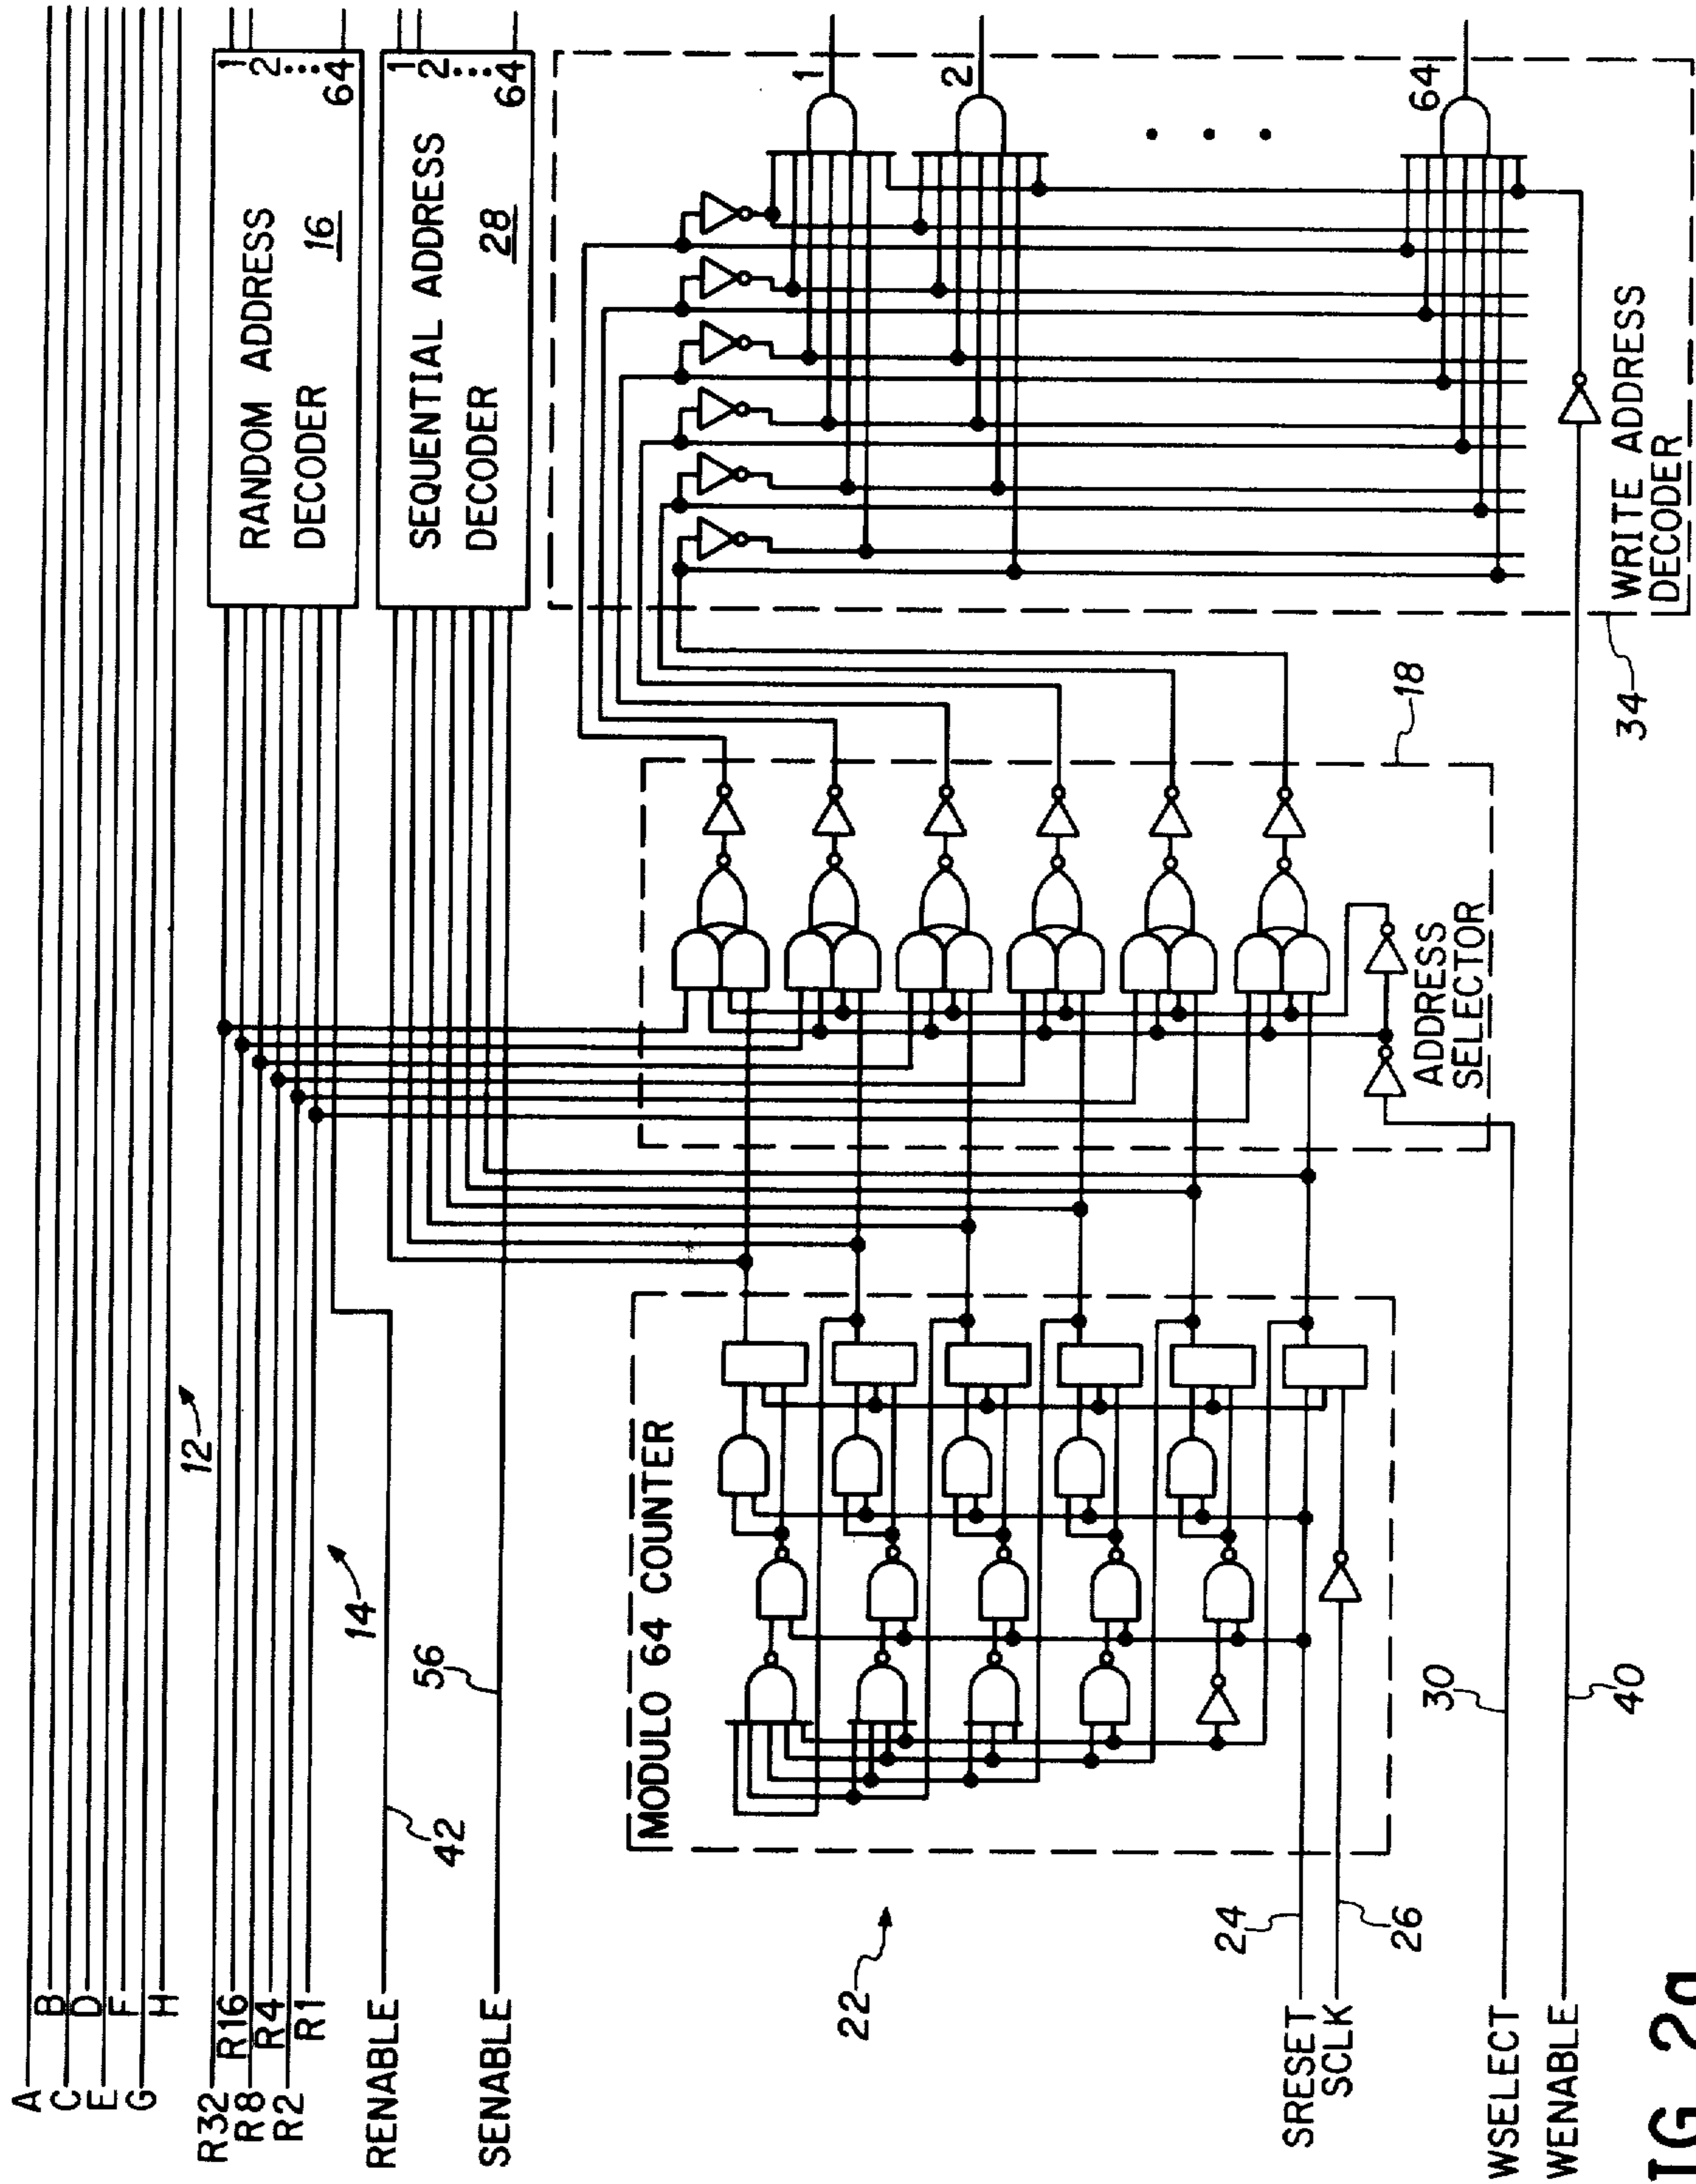 A
B
C
D
E
F
G
H
R32
R16
R8
R4
R2
R1
RENABLE
SENABLE
12
14
42
56
RANDOM ADDRESS
DECODER
16
1
2
64
SEQUENTIAL ADDRESS
DECODER
28
1
2
64
MODULO 64 COUNTER
22
SRESET
SCLK
24
26
ADDRESS
SELECTOR
18
WSELECT
WENABLE
30
40
1
2
64
WRITE ADDRESS
DECODER
34
IG 2a